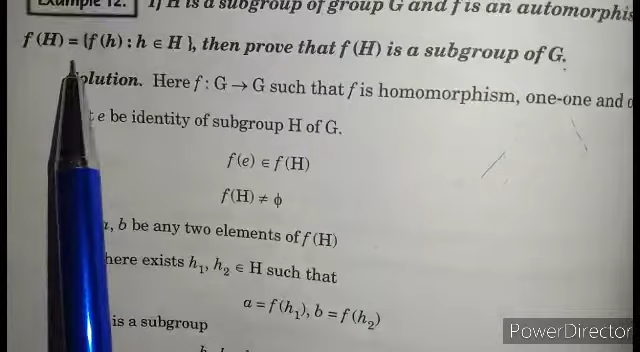 Example 12. If H is a subgroup of group G and f is an
f (H) = {f (h) : h ∈ H }, then prove that f (H) is a subgroup of G.
Here f : G → G such that f is homomorphism, one-one and
e be identity of subgroup H of G.
f(e) ∈ f (H)
f(H) ≠ ϕ
, b be any two elements of f (H)
here exists h₁, h₂ ∈ H such that
a = f (h₁), b = f (h₂)
is a subgroup
PowerDirector